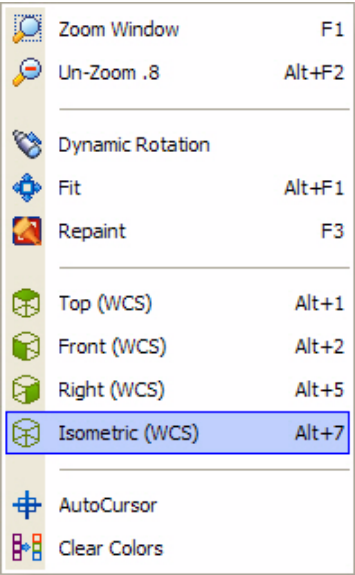 Zoom Window F1
Un-Zoom .8 Alt+F2
Dynamic Rotation
Fit Alt+F1
Repaint F3
Top (WCS) Alt+1
Front (WCS) Alt+2
Right (WCS) Alt+5
Isometric (WCS) Alt+7
AutoCursor
Clear Colors